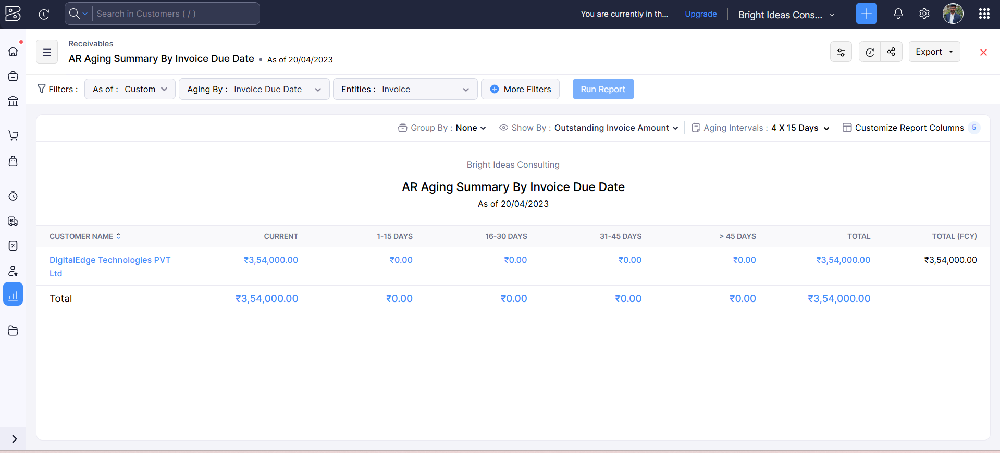 Search in Customers ( / )
You are currently in th...
Upgrade
Bright Ideas Cons...
Receivables
AR Aging Summary By Invoice Due Date • As of 20/04/2023
Export
Filters :
As of : Custom
Aging By : Invoice Due Date
Entities : Invoice
More Filters
Run Report
Group By : None
Show By : Outstanding Invoice Amount
Aging Intervals : 4 X 15 Days
Customize Report Columns 5
Bright Ideas Consulting
AR Aging Summary By Invoice Due Date
As of 20/04/2023
CUSTOMER NAME CURRENT 1-15 DAYS 16-30 DAYS 31-45 DAYS > 45 DAYS TOTAL TOTAL (FCY)
DigitalEdge Technologies PVT ₹3,54,000.00 ₹0.00 ₹0.00 ₹0.00 ₹0.00 ₹3,54,000.00 ₹3,54,000.00
Ltd
Total ₹3,54,000.00 ₹0.00 ₹0.00 ₹0.00 ₹0.00 ₹3,54,000.00